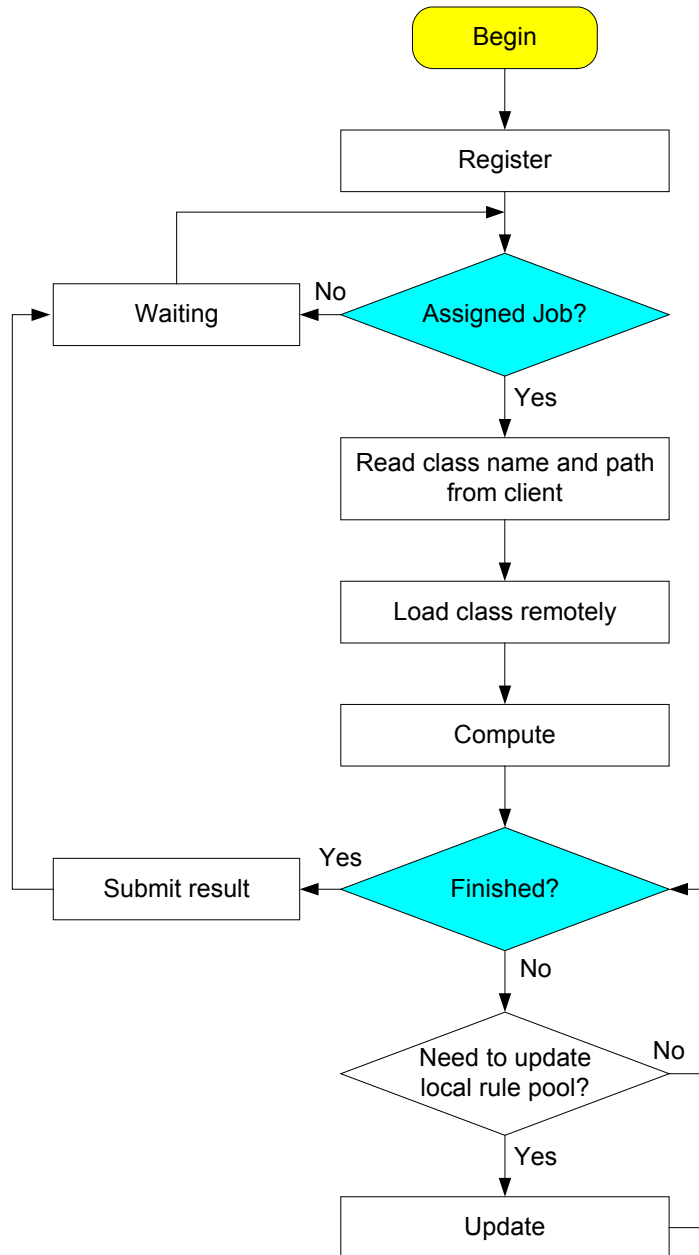 Begin
Register
No
Waiting
Assigned Job?
Yes
Read class name and path
from client
Load class remotely
Compute
Yes
Submit result
Finished?
No
Need to update
local rule pool?
No
Yes
Update